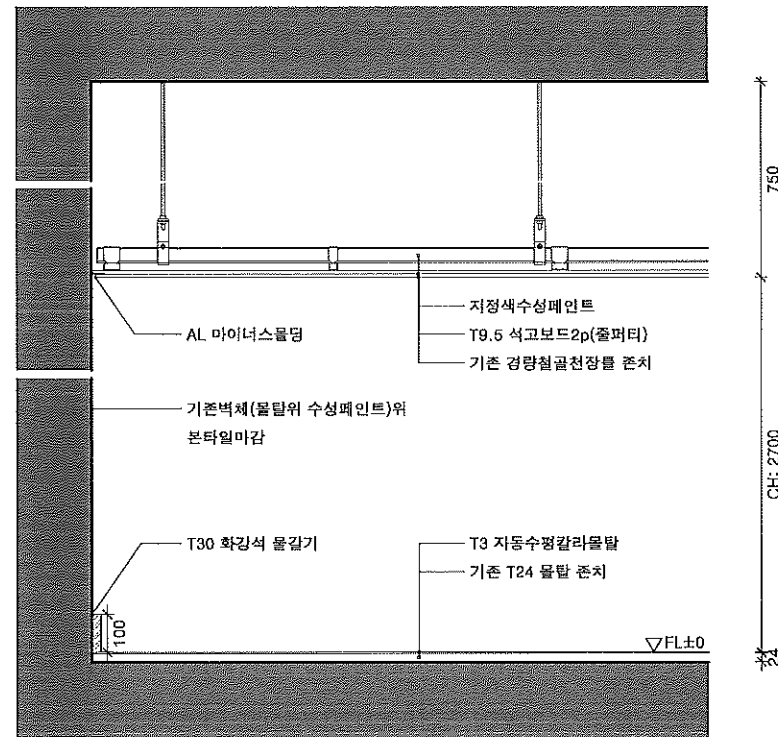 750
지정색수성페인트
AL 마이너스몰딩
T9.5 석고보드2p(줄퍼티)
기존 경량철골천장틀 존치
기존벽체(몰탈위 수성페인트)위
본타일마감
CH: 2700
T30 화강석 물갈기
T3 자동수평칼라몰탈
기존 T24 몰탈 존치
100
FL±0
24